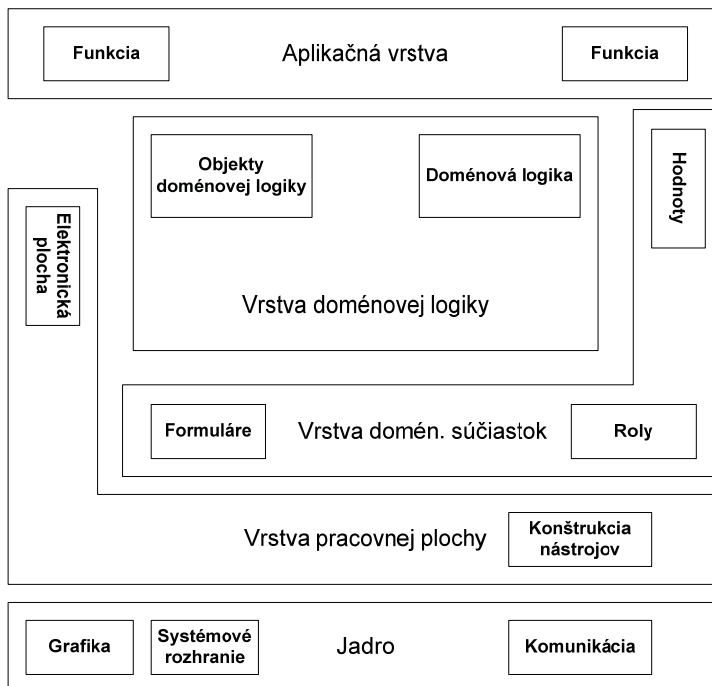 Funkcia
Aplikačná vrstva
Funkcia
Objekty
doménovej logiky
Doménová logika
Hodnoty
Elektronická
plocha
Vrstva doménovej logiky
Formuláre
Vrstva domén. súčiastok
Roly
Vrstva pracovnej plochy
Konštrukcia
nástrojov
Grafika
Systémové
rozhranie
Jadro
Komunikácia